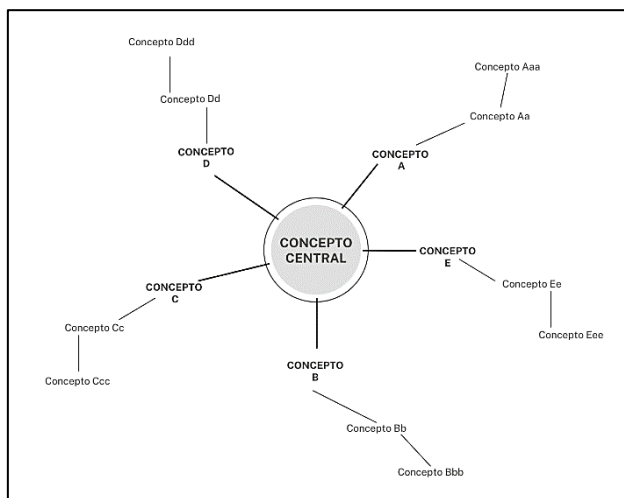 Concepto Ddd
Concepto Dd
CONCEPTO
D
Concepto Aaa
Concepto Aa
CONCEPTO
A
CONCEPTO
CENTRAL
CONCEPTO
E
Concepto Ee
Concepto Eee
CONCEPTO
C
Concepto Cc
Concepto Ccc
CONCEPTO
B
Concepto Bb
Concepto Bbb